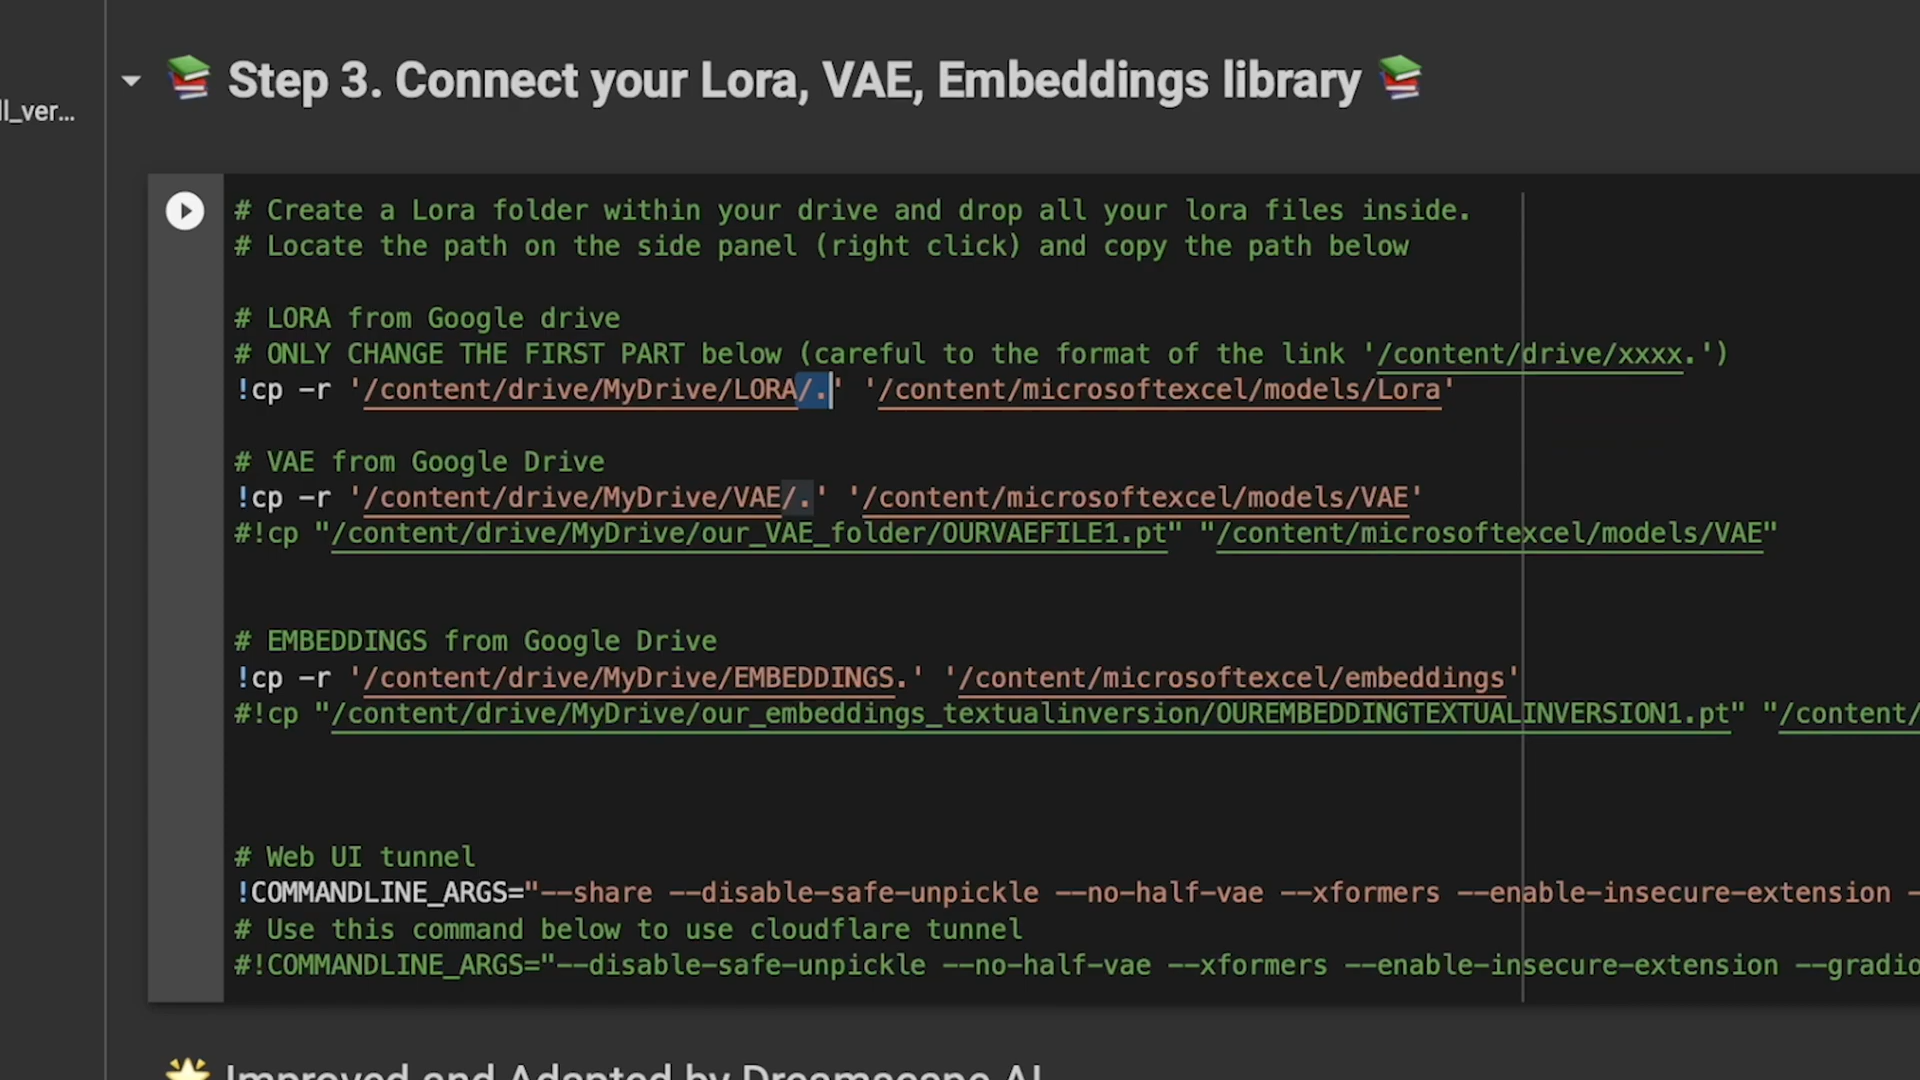 ll_ver...
Step 3. Connect your Lora, VAE, Embeddings library
# Create a Lora folder within your drive and drop all your lora files inside.
# Locate the path on the side panel (right click) and copy the path below
# LORA from Google drive
# ONLY CHANGE THE FIRST PART below (careful to the format of the link '/content/drive/xxxx.')
!cp -r '/content/drive/MyDrive/LORA/.' '/content/microsoftexcel/models/Lora'
# VAE from Google Drive
!cp -r '/content/drive/MyDrive/VAE/.' '/content/microsoftexcel/models/VAE'
#!cp "/content/drive/MyDrive/our_VAE_folder/OURVAEFILE1.pt" "/content/microsoftexcel/models/VAE"
# EMBEDDINGS from Google Drive
!cp -r '/content/drive/MyDrive/EMBEDDINGS.' '/content/microsoftexcel/embeddings'
#!cp "/content/drive/MyDrive/our_embeddings_textualinversion/OUREMBEDDINGTEXTUALINVERSION1.pt" "/content/
# Web UI tunnel
!COMMANDLINE_ARGS="--share --disable-safe-unpickle --no-half-vae --xformers --enable-insecure-extension -
# Use this command below to use cloudflare tunnel
#!COMMANDLINE_ARGS="--disable-safe-unpickle --no-half-vae --xformers --enable-insecure-extension --gradio
Improved and Adapted by Dreamscape AI